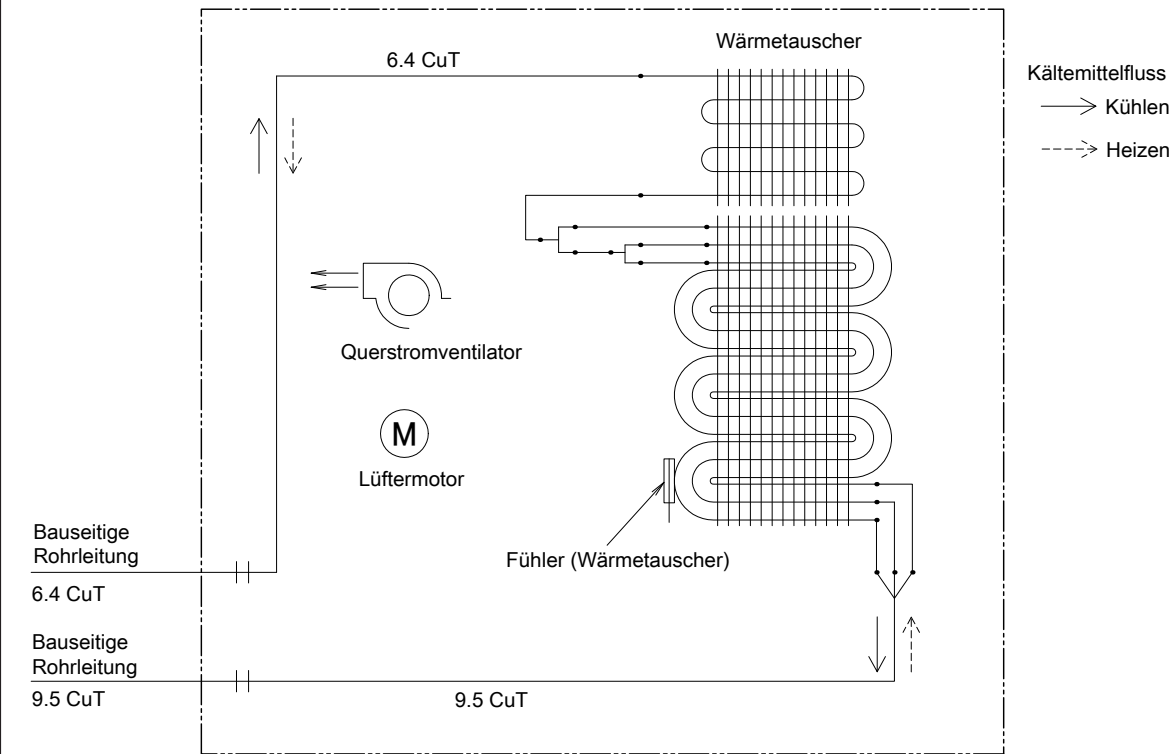 Wärmetauscher
6.4 CuT
Kältemittelfluss
Kühlen
Heizen
Querstromventilator
M
Lüftermotor
Fühler (Wärmetauscher)
Bauseitige
Rohrleitung
6.4 CuT
Bauseitige
Rohrleitung
9.5 CuT
9.5 CuT